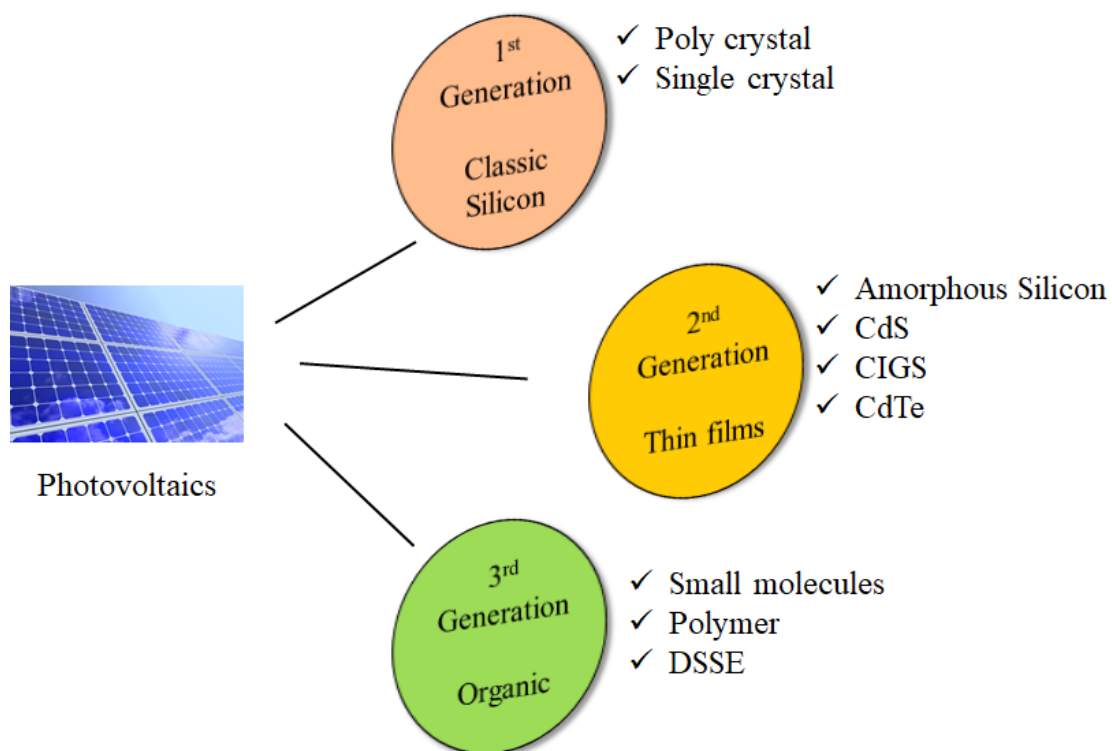 Photovoltaics
1st
Generation
Classic
Silicon
✓ Poly crystal
✓ Single crystal
2nd
Generation
Thin films
✓ Amorphous Silicon
✓ CdS
✓ CIGS
✓ CdTe
3rd
Generation
Organic
✓ Small molecules
✓ Polymer
✓ DSSE